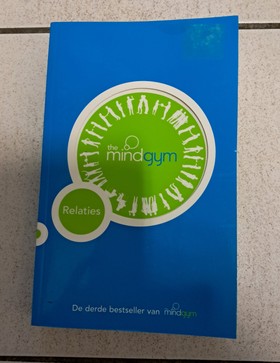 the
mindgym
Relaties
De derde bestseller van mindgym